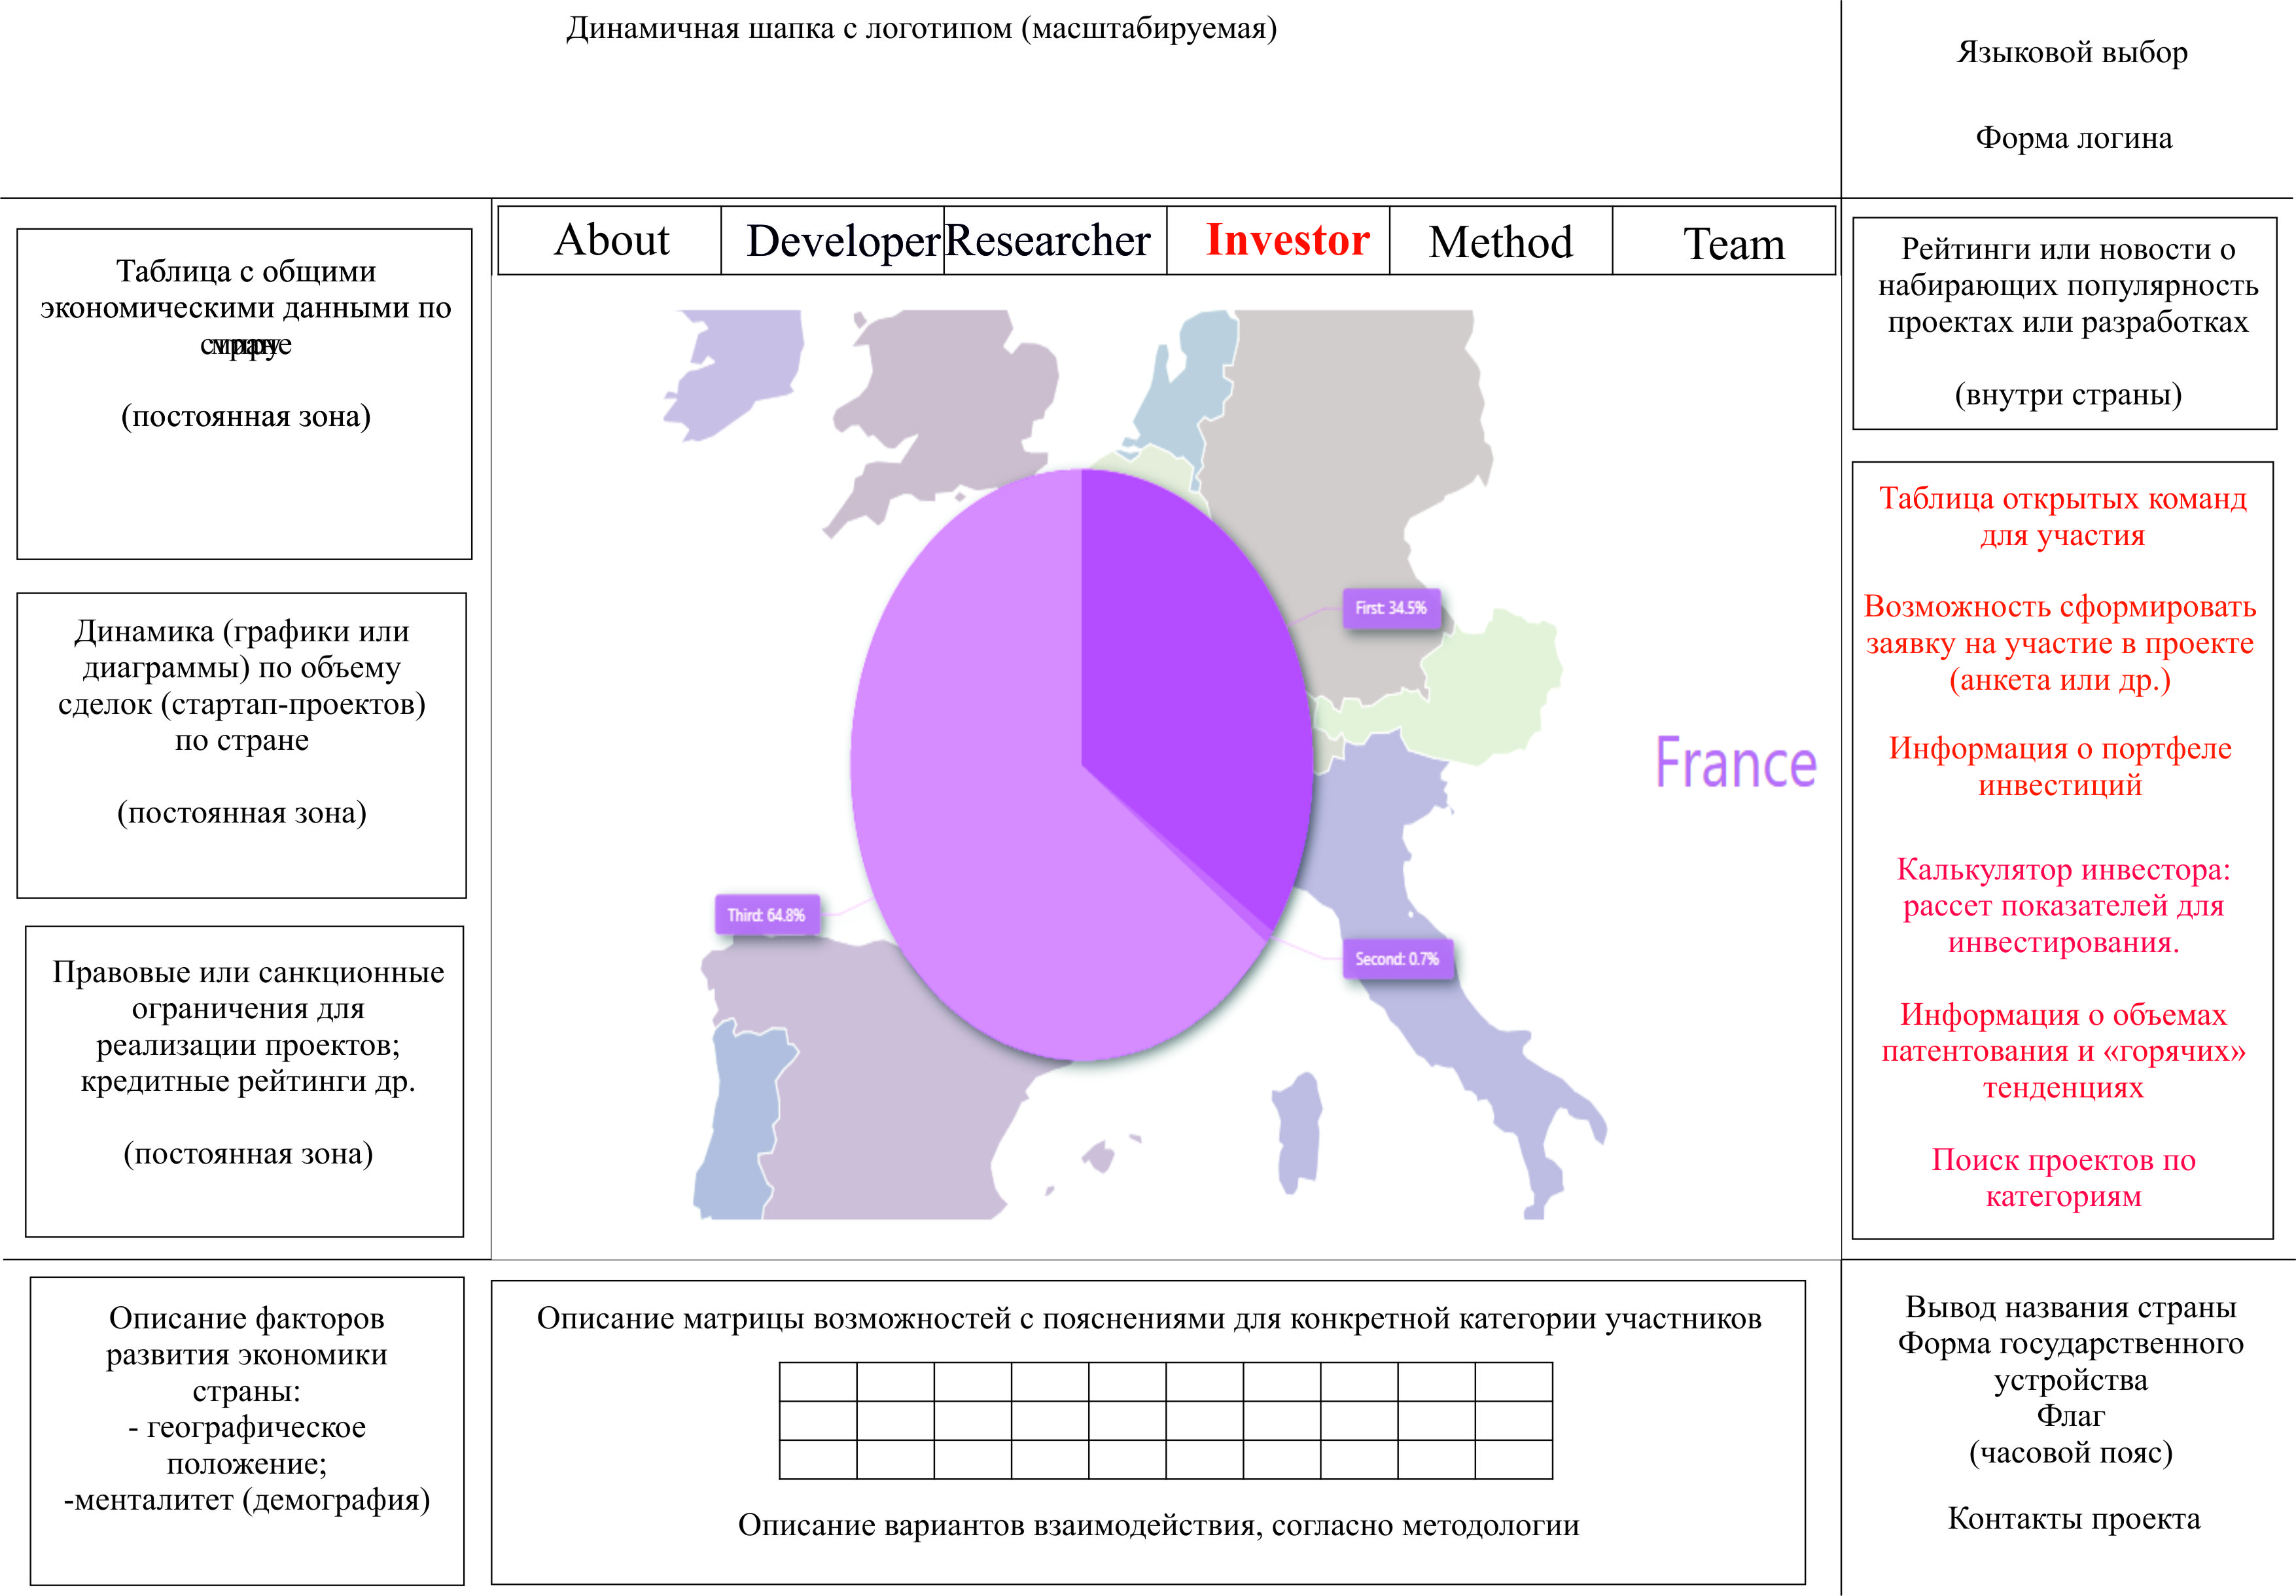 Динамичная шапка с логотипом (масштабируемая)
Языковой выбор
Форма логина
About
Developer
Researcher
Investor
Method
Team
Таблица с общими
экономическими данными по
(постоянная зона)
Динамика (графики или
диаграммы) по объему
сделок (стартап-проектов)
по стране
(постоянная зона)
Правовые или санкционные
ограничения для
реализации проектов;
кредитные рейтинги др.
(постоянная зона)
First: 34.5%
France
Third: 64.8%
Second: 0.7%
Рейтинги или новости о
набирающих популярность
проектах или разработках
(внутри страны)
Таблица открытых команд
для участия
Возможность сформировать
заявку на участие в проекте
(анкета или др.)
Информация о портфеле
инвестиций
Калькулятор инвестора:
рассет показателей для
инвестирования.
Информация о объемах
патентования и «горячих»
тенденциях
Поиск проектов по
категориям
Описание факторов
развития экономики
страны:
- географическое
положение;
-менталитет (демография)
Описание матрицы возможностей с пояснениями для конкретной категории участников
Описание вариантов взаимодействия, согласно методологии
Вывод названия страны
Форма государственного
устройства
Флаг
(часовой пояс)
Контакты проекта